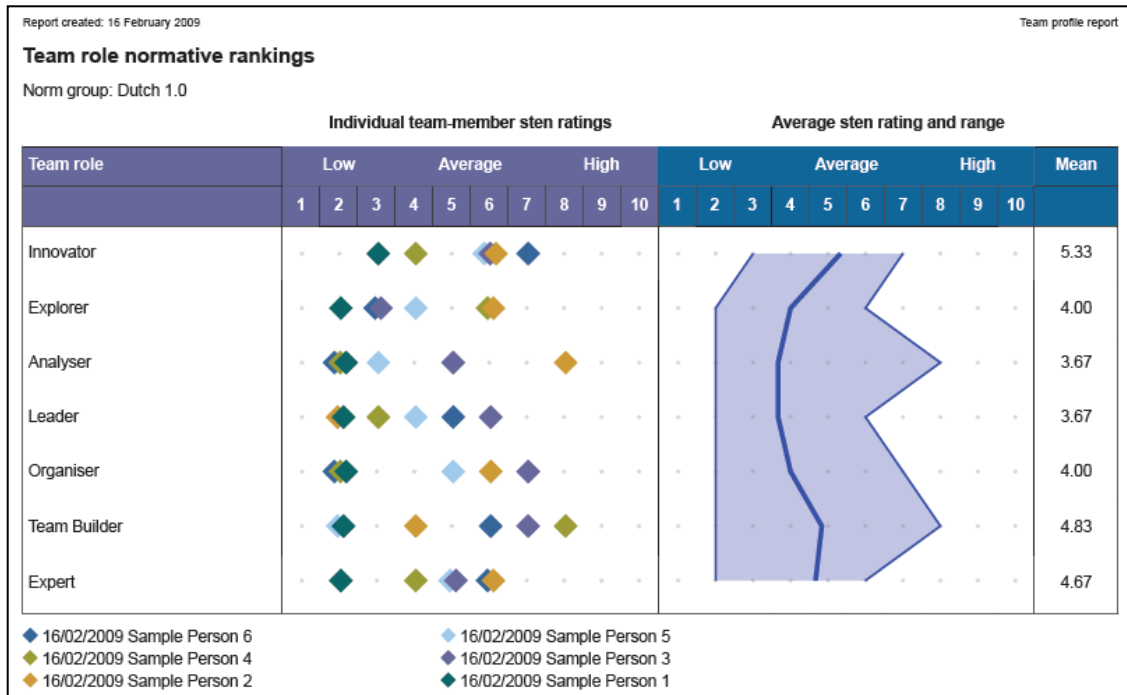 Report created: 16 February 2009 Team profile report
Team role normative rankings
Norm group: Dutch 1.0
Individual team-member sten ratings Average sten rating and range
Team role Low Average High Low Average High Mean
1 2 3 4 5 6 7 8 9 10 1 2 3 4 5 6 7 8 9 10
Innovator 5.33
Explorer 4.00
Analyser 3.67
Leader 3.67
Organiser 4.00
Team Builder 4.83
Expert 4.67
16/02/2009 Sample Person 6 16/02/2009 Sample Person 5
16/02/2009 Sample Person 4 16/02/2009 Sample Person 3
16/02/2009 Sample Person 2 16/02/2009 Sample Person 1